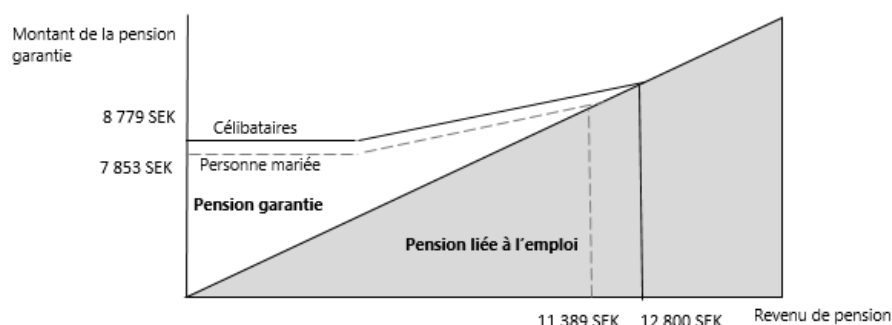 Montant de la pension
garantie
8 779 SEK
Célibataires
7 853 SEK
Personne mariée
Pension garantie
Pension liée à l'emploi
11 389 SEK
12 800 SEK
Revenu de pension